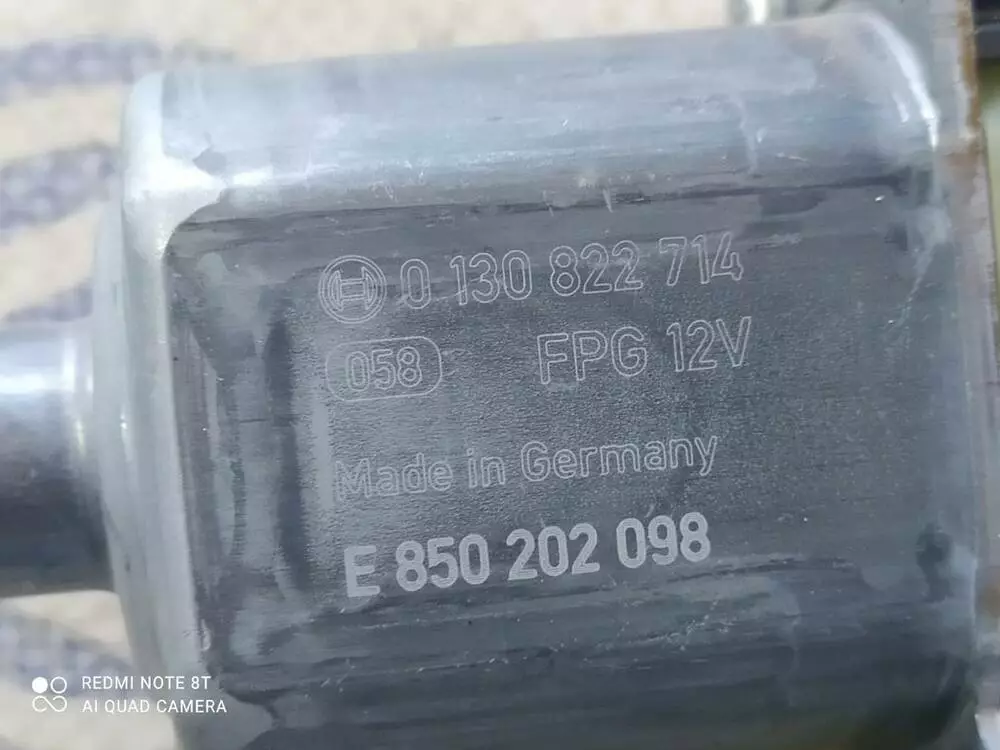 0 130 822 714
058 FPG 12V
Made in Germany
E 850 202 098
REDMI NOTE 8T
AI QUAD CAMERA